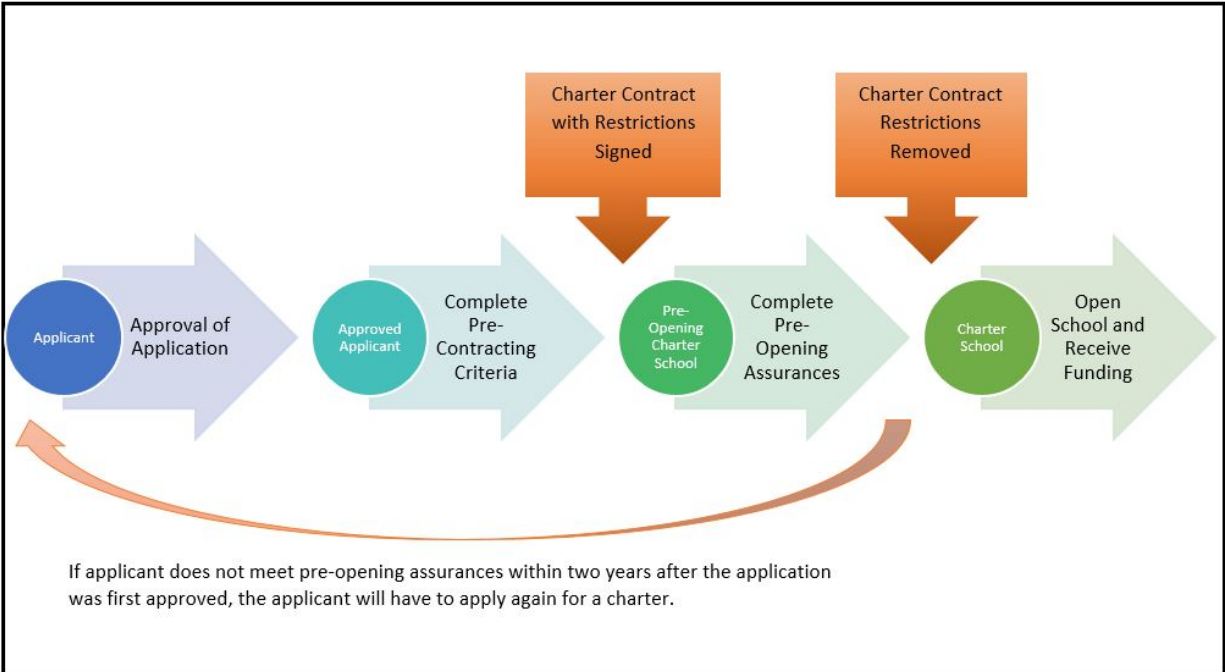 Charter Contract
with Restrictions
Signed
Charter Contract
Restrictions
Removed
Applicant
Approval of
Application
Approved
Applicant
Complete
Pre-
Contracting
Criteria
Pre-
Opening
Charter
School
Complete
Pre-
Opening
Assurances
Charter
School
Open
School and
Receive
Funding
If applicant does not meet pre-opening assurances within two years after the application
was first approved, the applicant will have to apply again for a charter.